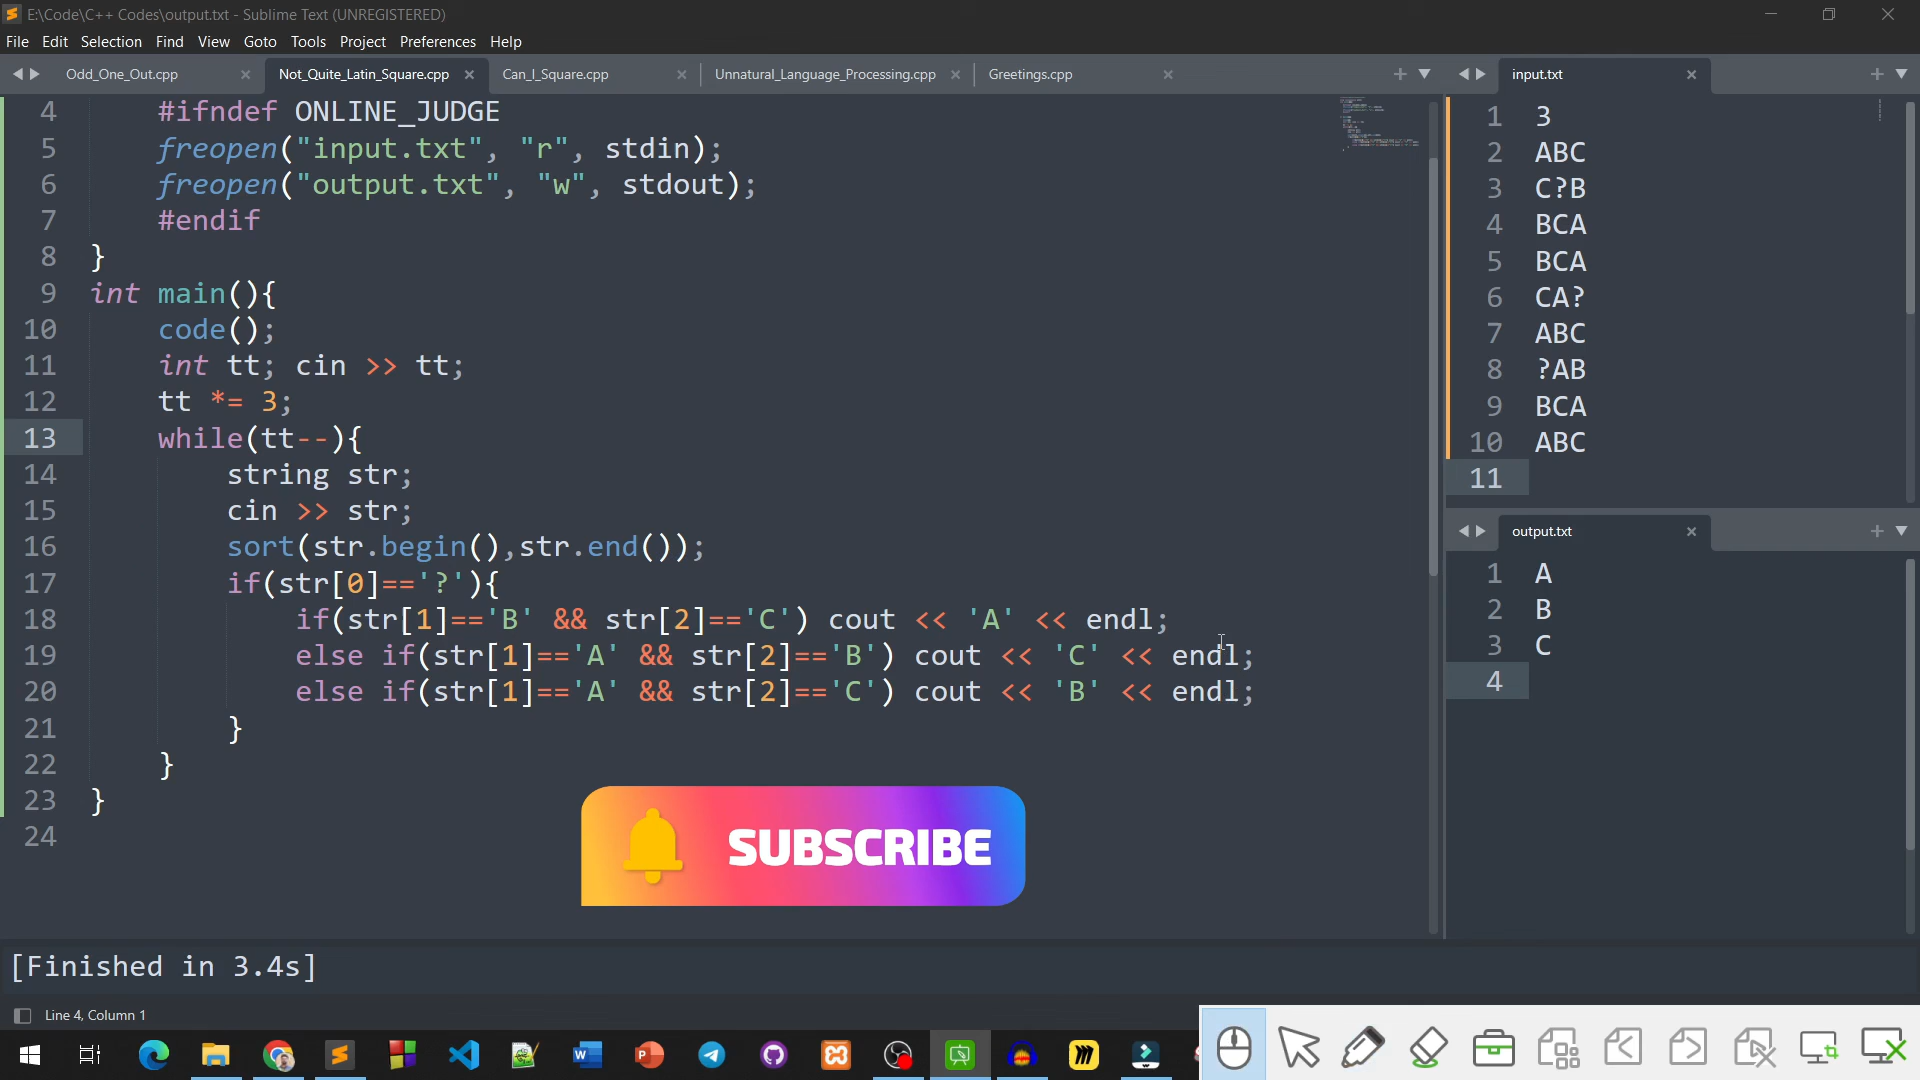 E:\Code\C++ Codes\output.txt - Sublime Text (UNREGISTERED)
File Edit Selection Find View Goto Tools Project Preferences Help
Odd_One_Out.cpp Not_Quite_Latin_Square.cpp Can_I_Square.cpp Unnatural_Language_Processing.cpp Greetings.cpp
4 #ifndef ONLINE_JUDGE
5 freopen("input.txt", "r", stdin);
6 freopen("output.txt", "w", stdout);
7 #endif
8 }
9 int main(){
10 code();
11 int tt; cin >> tt;
12 tt *= 3;
13 while(tt--){
14 string str;
15 cin >> str;
16 sort(str.begin(),str.end());
17 if(str[0]=='?'){
18 if(str[1]=='B' && str[2]=='C') cout << 'A' << endl;
19 else if(str[1]=='A' && str[2]=='B') cout << 'C' << endl;
20 else if(str[1]=='A' && str[2]=='C') cout << 'B' << endl;
21 }
22 }
23 }
24
SUBSCRIBE
input.txt
1 3
2 ABC
3 C?B
4 BCA
5 BCA
6 CA?
7 ABC
8 ?AB
9 BCA
10 ABC
11
output.txt
1 A
2 B
3 C
4
[Finished in 3.4s]
Line 4, Column 1